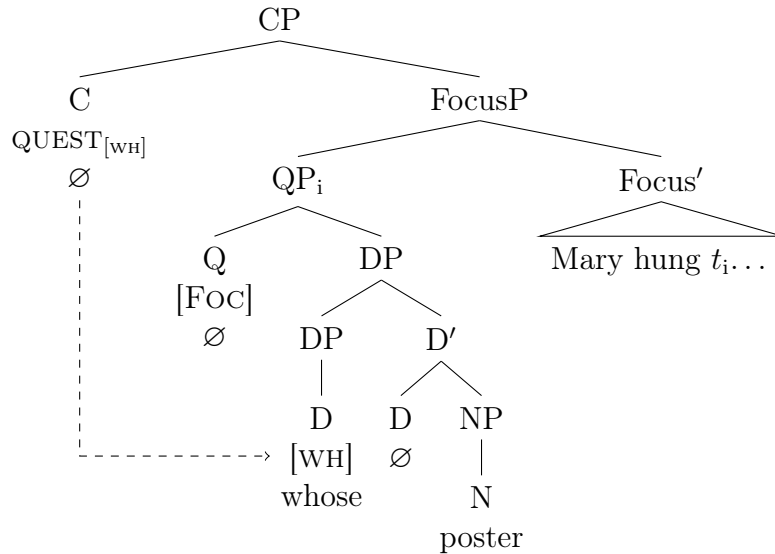 CP
C FocusP
QUEST[WH]
∅ QPi Focus′
Q DP Mary hung ti…
[FOC]
∅ DP D′
D D NP
[WH] ∅
whose N
poster